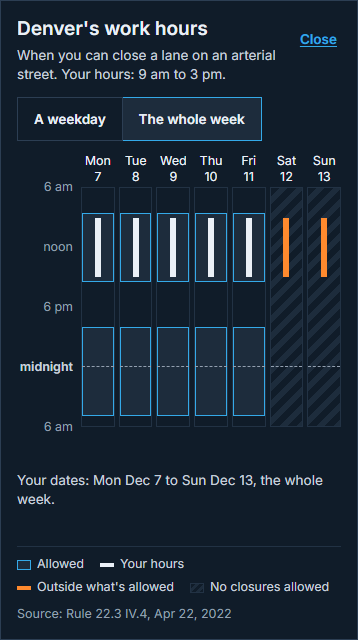 Denver's work hours
Close
When you can close a lane on an arterial
street. Your hours: 9 am to 3 pm.
A weekday
The whole week
Mon Tue Wed Thu Fri Sat Sun
7 8 9 10 11 12 13
6 am
noon
6 pm
midnight
6 am
Your dates: Mon Dec 7 to Sun Dec 13, the whole
week.
Allowed
Your hours
Outside what's allowed
No closures allowed
Source: Rule 22.3 IV.4, Apr 22, 2022